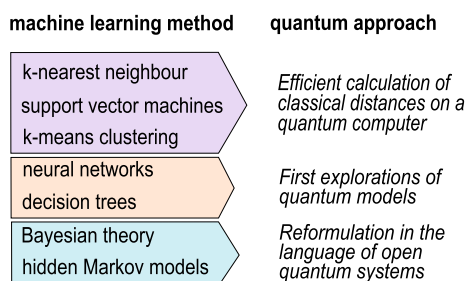 machine learning method quantum approach
k-nearest neighbour
support vector machines
k-means clustering
Efficient calculation of
classical distances on a
quantum computer
neural networks
decision trees
First explorations of
quantum models
Bayesian theory
hidden Markov models
Reformulation in the
language of open
quantum systems